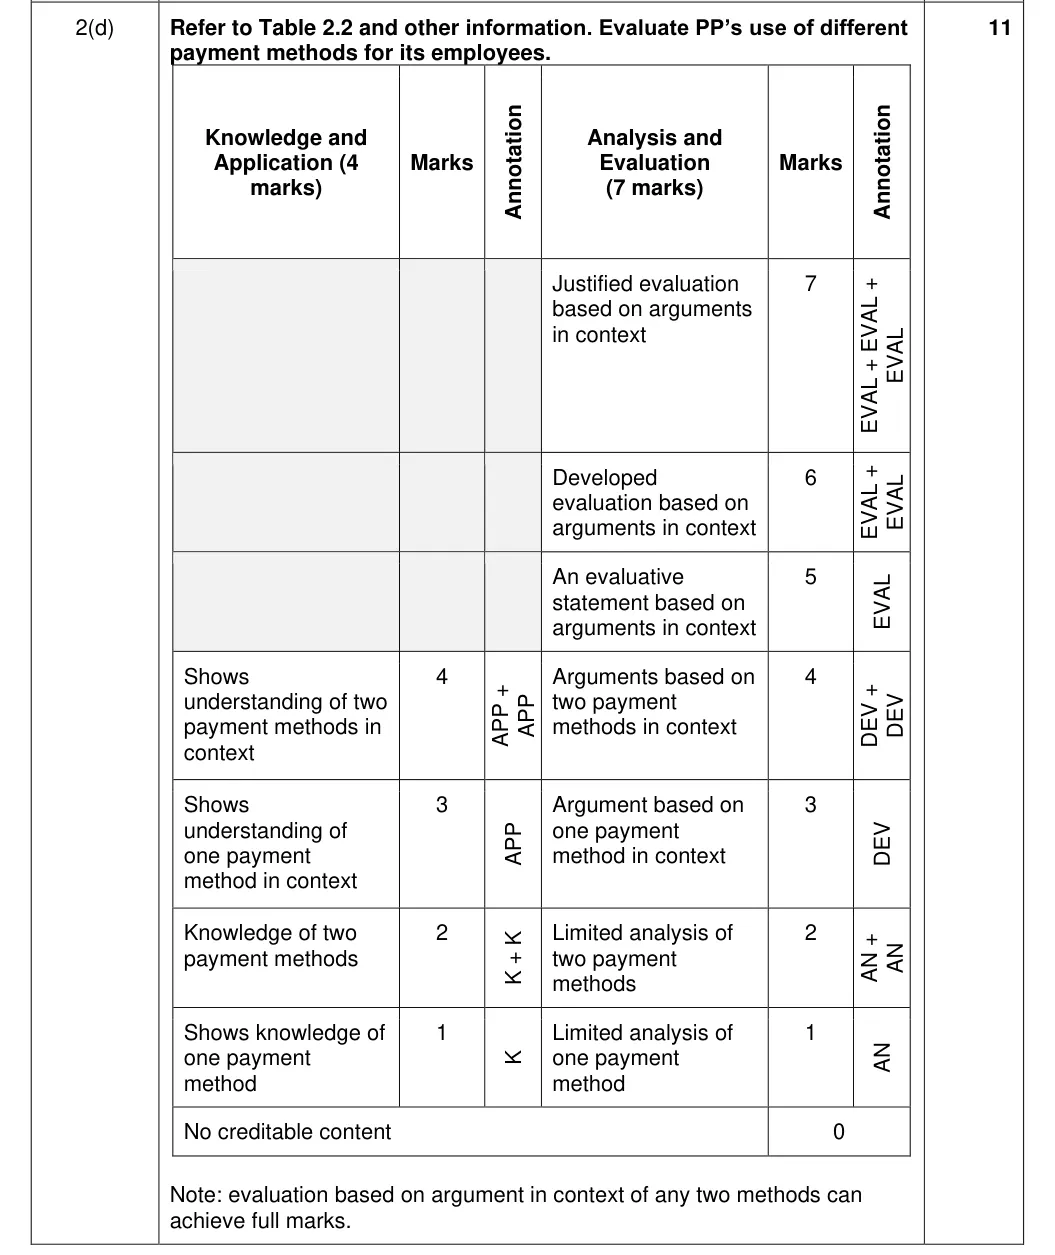 2(d)
Refer to Table 2.2 and other information. Evaluate PP’s use of different
payment methods for its employees.
11
Knowledge and
Application (4
marks)
Marks
Annotation
Analysis and
Evaluation
(7 marks)
Marks
Annotation
Justified evaluation
based on arguments
in context
7
EVAL + EVAL +
EVAL
Developed
evaluation based on
arguments in context
6
EVAL +
EVAL
An evaluative
statement based on
arguments in context
5
EVAL
Shows
understanding of two
payment methods in
context
4
APP +
APP
Arguments based on
two payment
methods in context
4
DEV +
DEV
Shows
understanding of
one payment
method in context
3
APP
Argument based on
one payment
method in context
3
DEV
Knowledge of two
payment methods
2
K + K
Limited analysis of
two payment
methods
2
AN +
AN
Shows knowledge of
one payment
method
1
K
Limited analysis of
one payment
method
1
AN
No creditable content
0
Note: evaluation based on argument in context of any two methods can
achieve full marks.